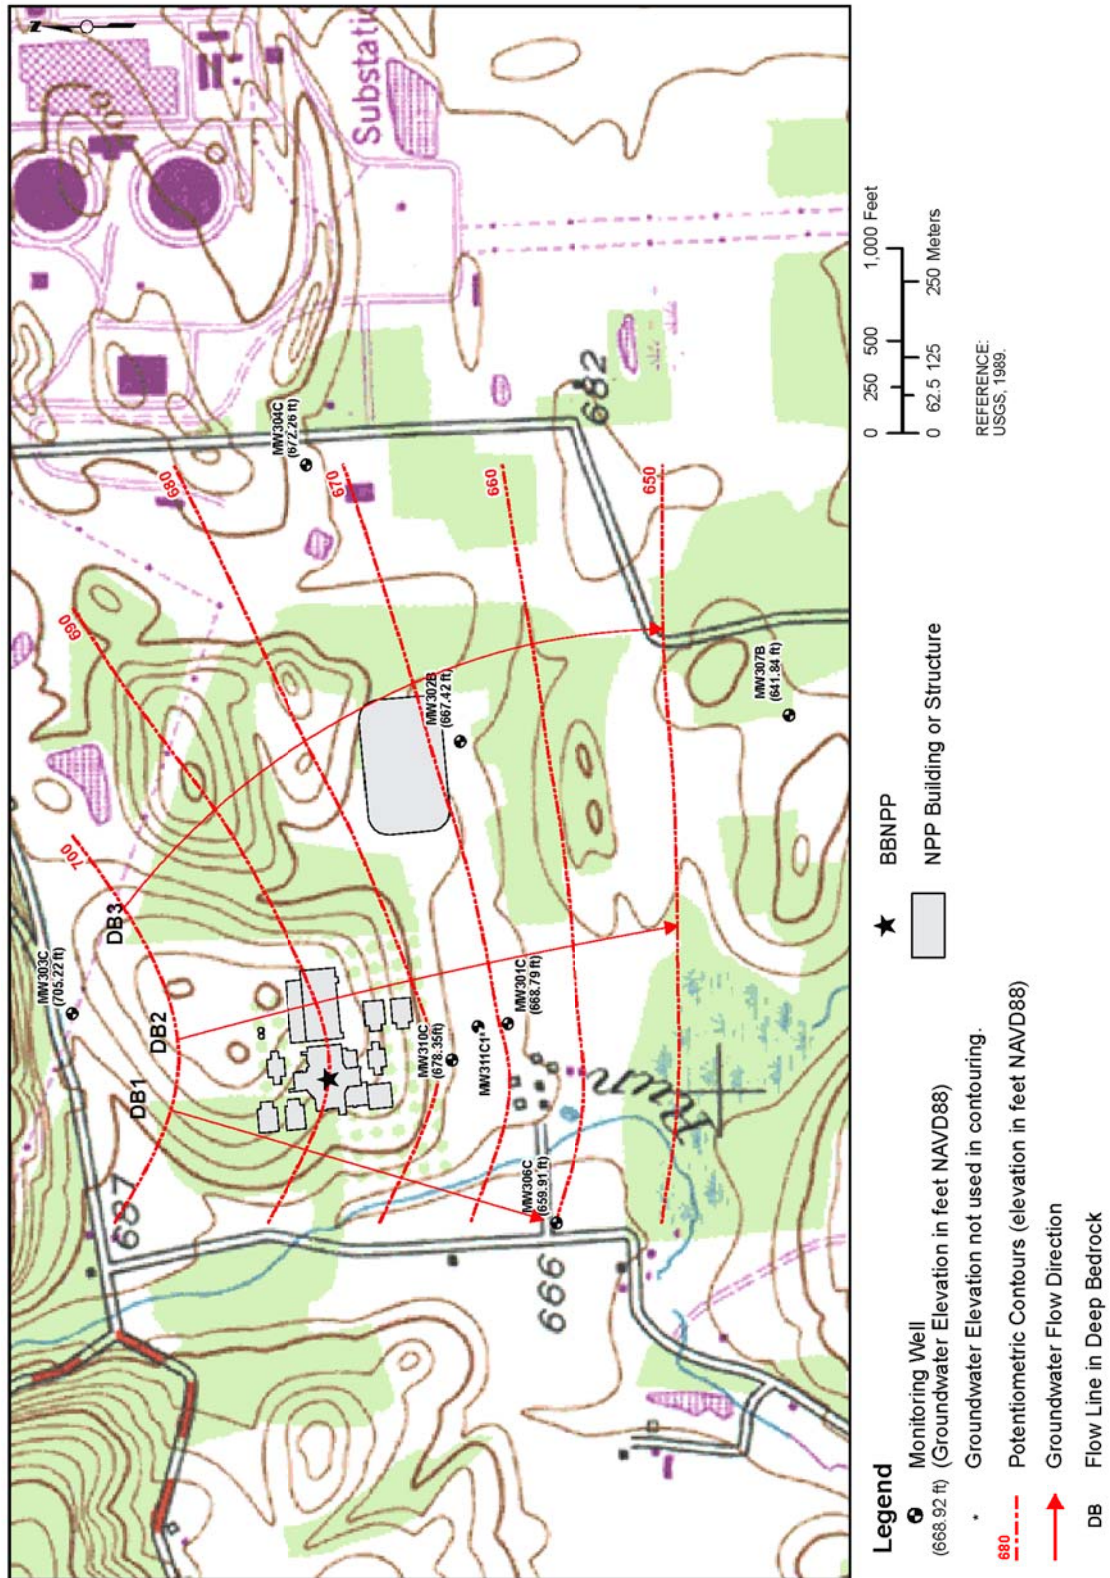 N
Substati
MW304C
(672.26 ft)
680
670
660
682
650
690
MW302B
(667.42 ft)
MW307B
(641.84 ft)
700
DB3
MW303C
(705.22 ft)
DB2
DB1
MW310C
(678.35ft)
MW311C1*
MW301C
(668.79 ft)
Run
MW306C
(659.91 ft)
697
666
Legend
(668.92 ft)
Monitoring Well
(Groundwater Elevation in feet NAVD88)
*
Groundwater Elevation not used in contouring.
680
Potentiometric Contours (elevation in feet NAVD88)
Groundwater Flow Direction
DB
Flow Line in Deep Bedrock
BBNPP
NPP Building or Structure
0 250 500 1,000 Feet
0 62.5 125 250 Meters
REFERENCE:
USGS, 1989.